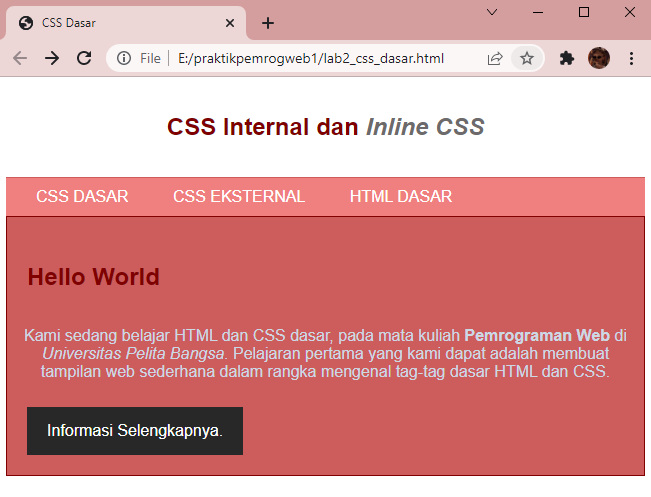 CSS Dasar
File | E:/praktikpemrogweb1/lab2_css_dasar.html
CSS Internal dan Inline CSS
CSS DASAR CSS EKSTERNAL HTML DASAR
Hello World
Kami sedang belajar HTML dan CSS dasar, pada mata kuliah Pemrograman Web di
Universitas Pelita Bangsa. Pelajaran pertama yang kami dapat adalah membuat
tampilan web sederhana dalam rangka mengenal tag-tag dasar HTML dan CSS.
Informasi Selengkapnya.